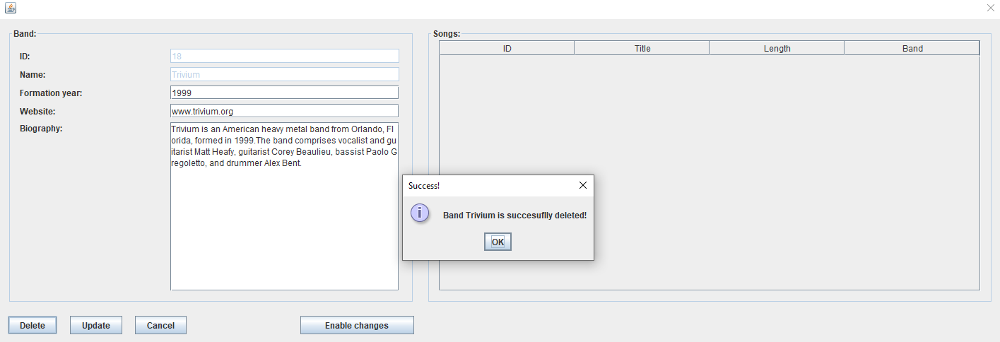 Band:
ID:
18
Name:
Trivium
Formation year:
1999
Website:
www.trivium.org
Biography:
Trivium is an American heavy metal band from Orlando, Fl
orida, formed in 1999.The band comprises vocalist and gu
itarist Matt Heafy, guitarist Corey Beaulieu, bassist Paolo G
regoletto, and drummer Alex Bent.
Songs:
ID Title Length Band
Success!
Band Trivium is succesuflly deleted!
OK
Delete Update Cancel Enable changes